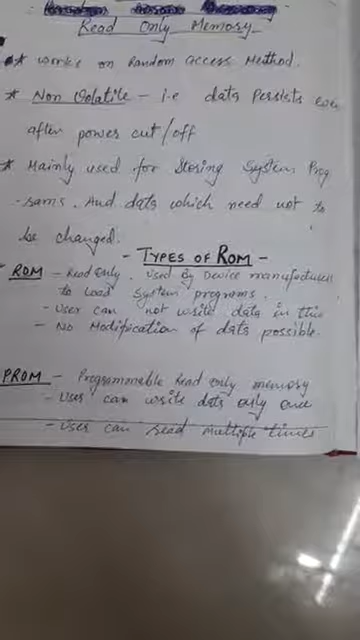 Read Only Memory
* works on Random access Method.
* Non Volatile - i.e data Persists even
after power cut/off
* Mainly used for Storing System Prog
-rams. And data which need not to
be changed.
- TYPES OF ROM -
ROM - Read Only. Used By Device manufacturer
to Load System programs.
- User can not write data in this
- No Modification of data possible.
PROM - Programmable Read only memory
- User can write data only once
- User can read multiple times